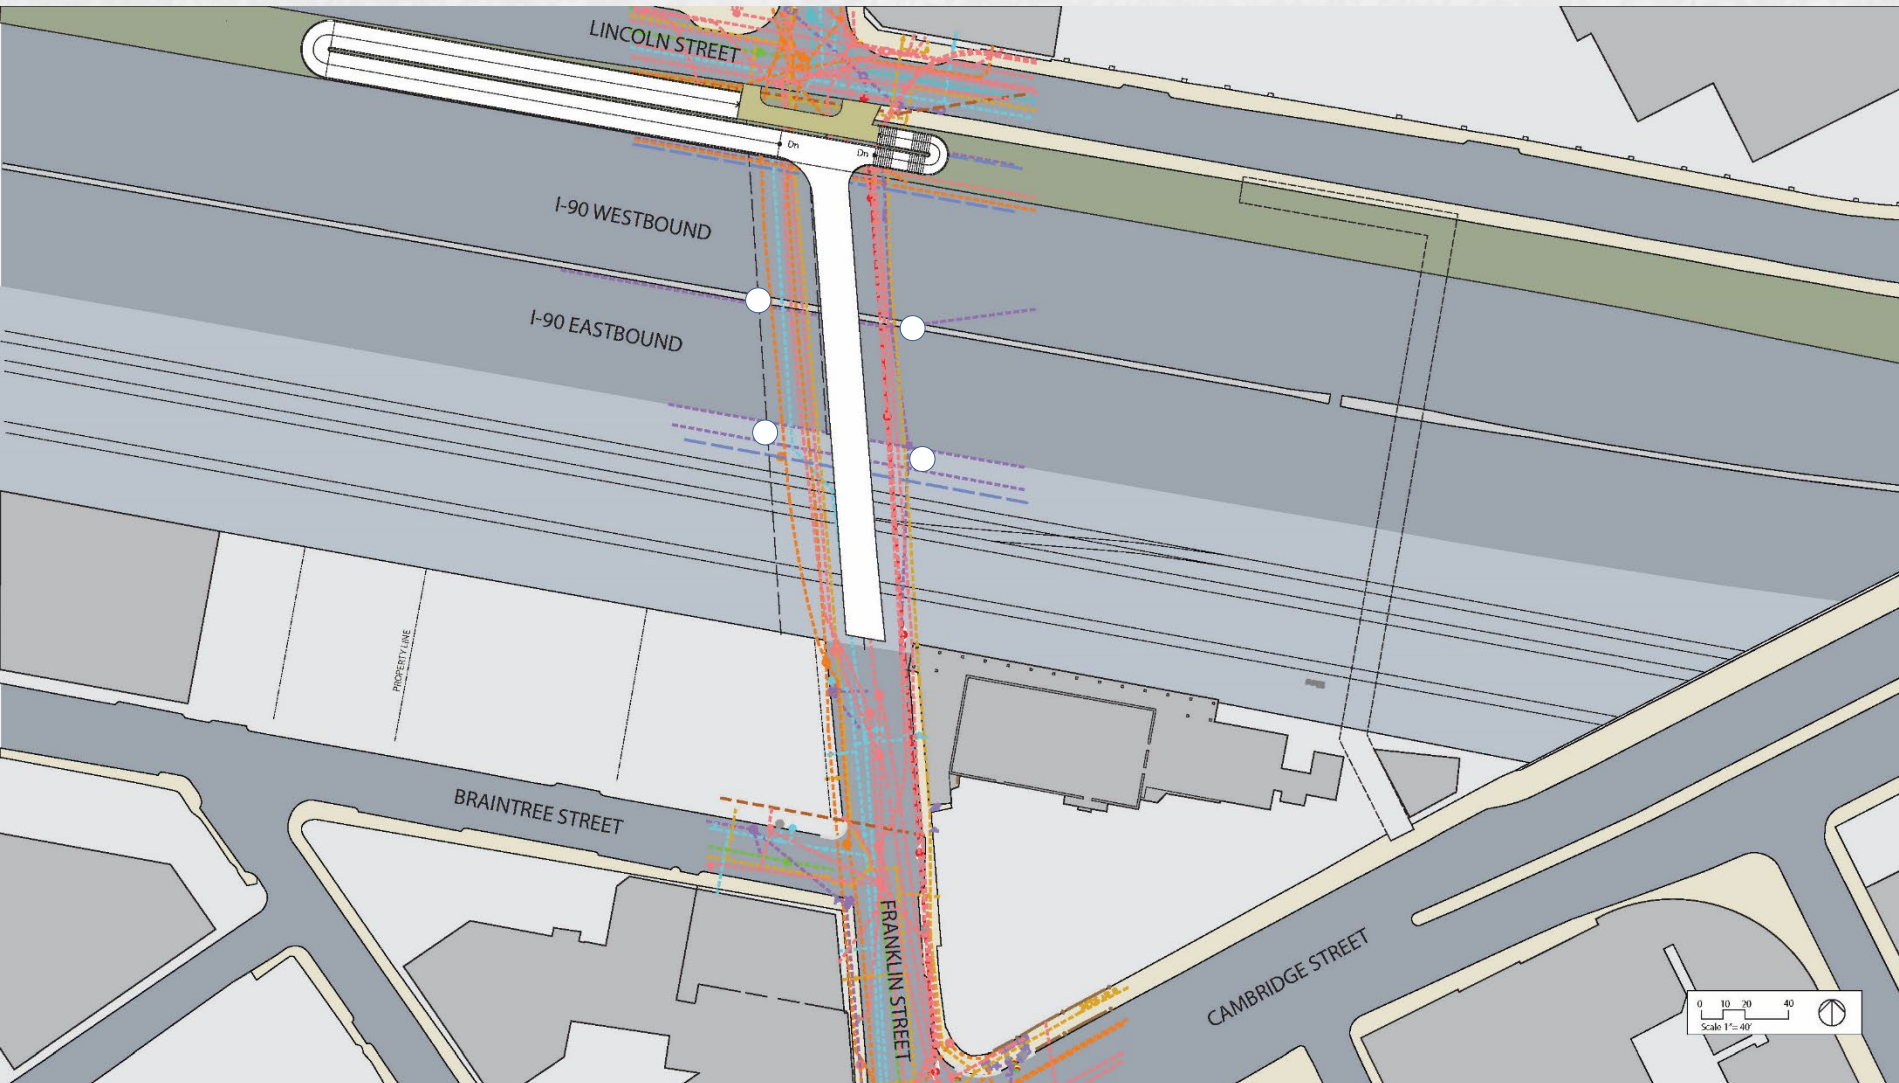 LINCOLN STREET
Dn
Dn
I-90 WESTBOUND
I-90 EASTBOUND
PROPERTY LINE
BRAINTREE STREET
FRANKLIN STREET
CAMBRIDGE STREET
0 10 20 40
Scale 1"= 40'